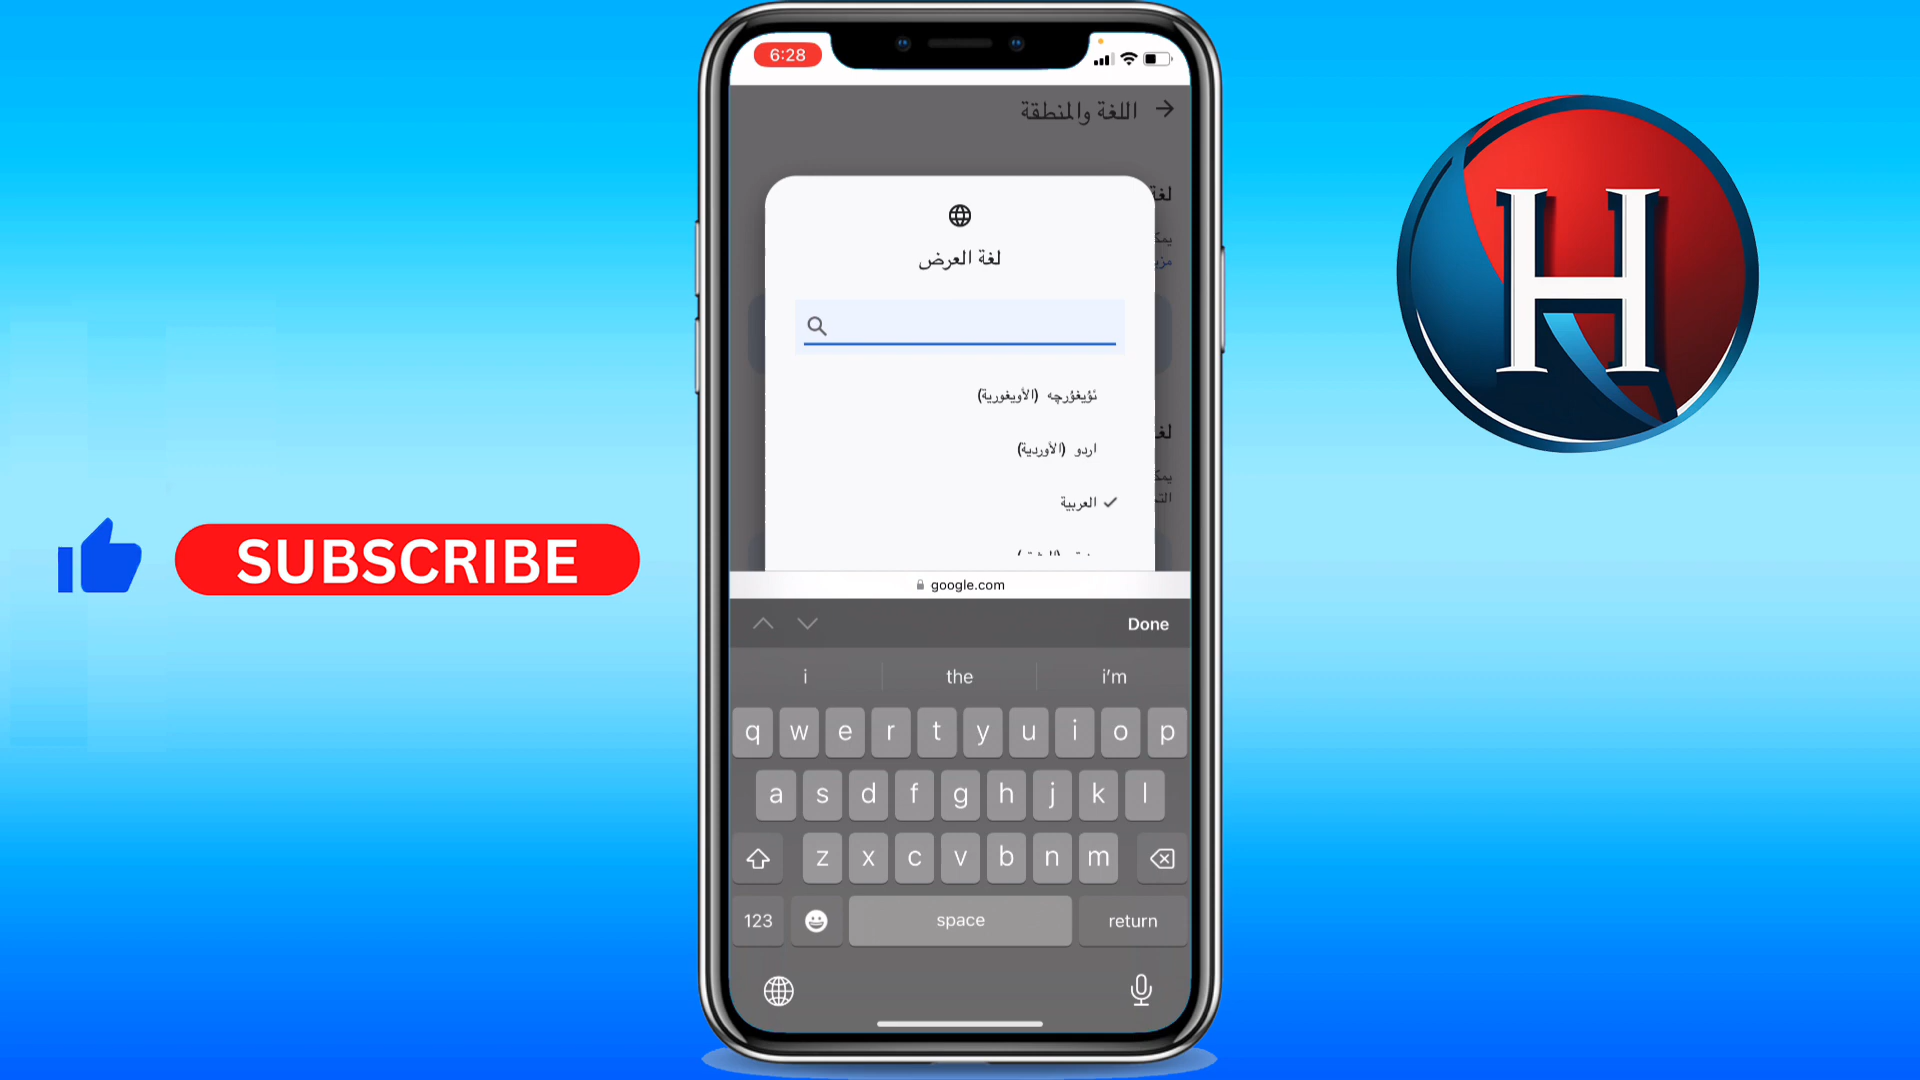 6:28
اللغة والمنطقة
لغة العرض
ئۇيغۇرچە (الأويغورية)
اردو (الأوردية)
العربية
google.com
Done
i the i'm
q w e r t y u i o p
a s d f g h j k l
z x c v b n m
123 space return
SUBSCRIBE
H